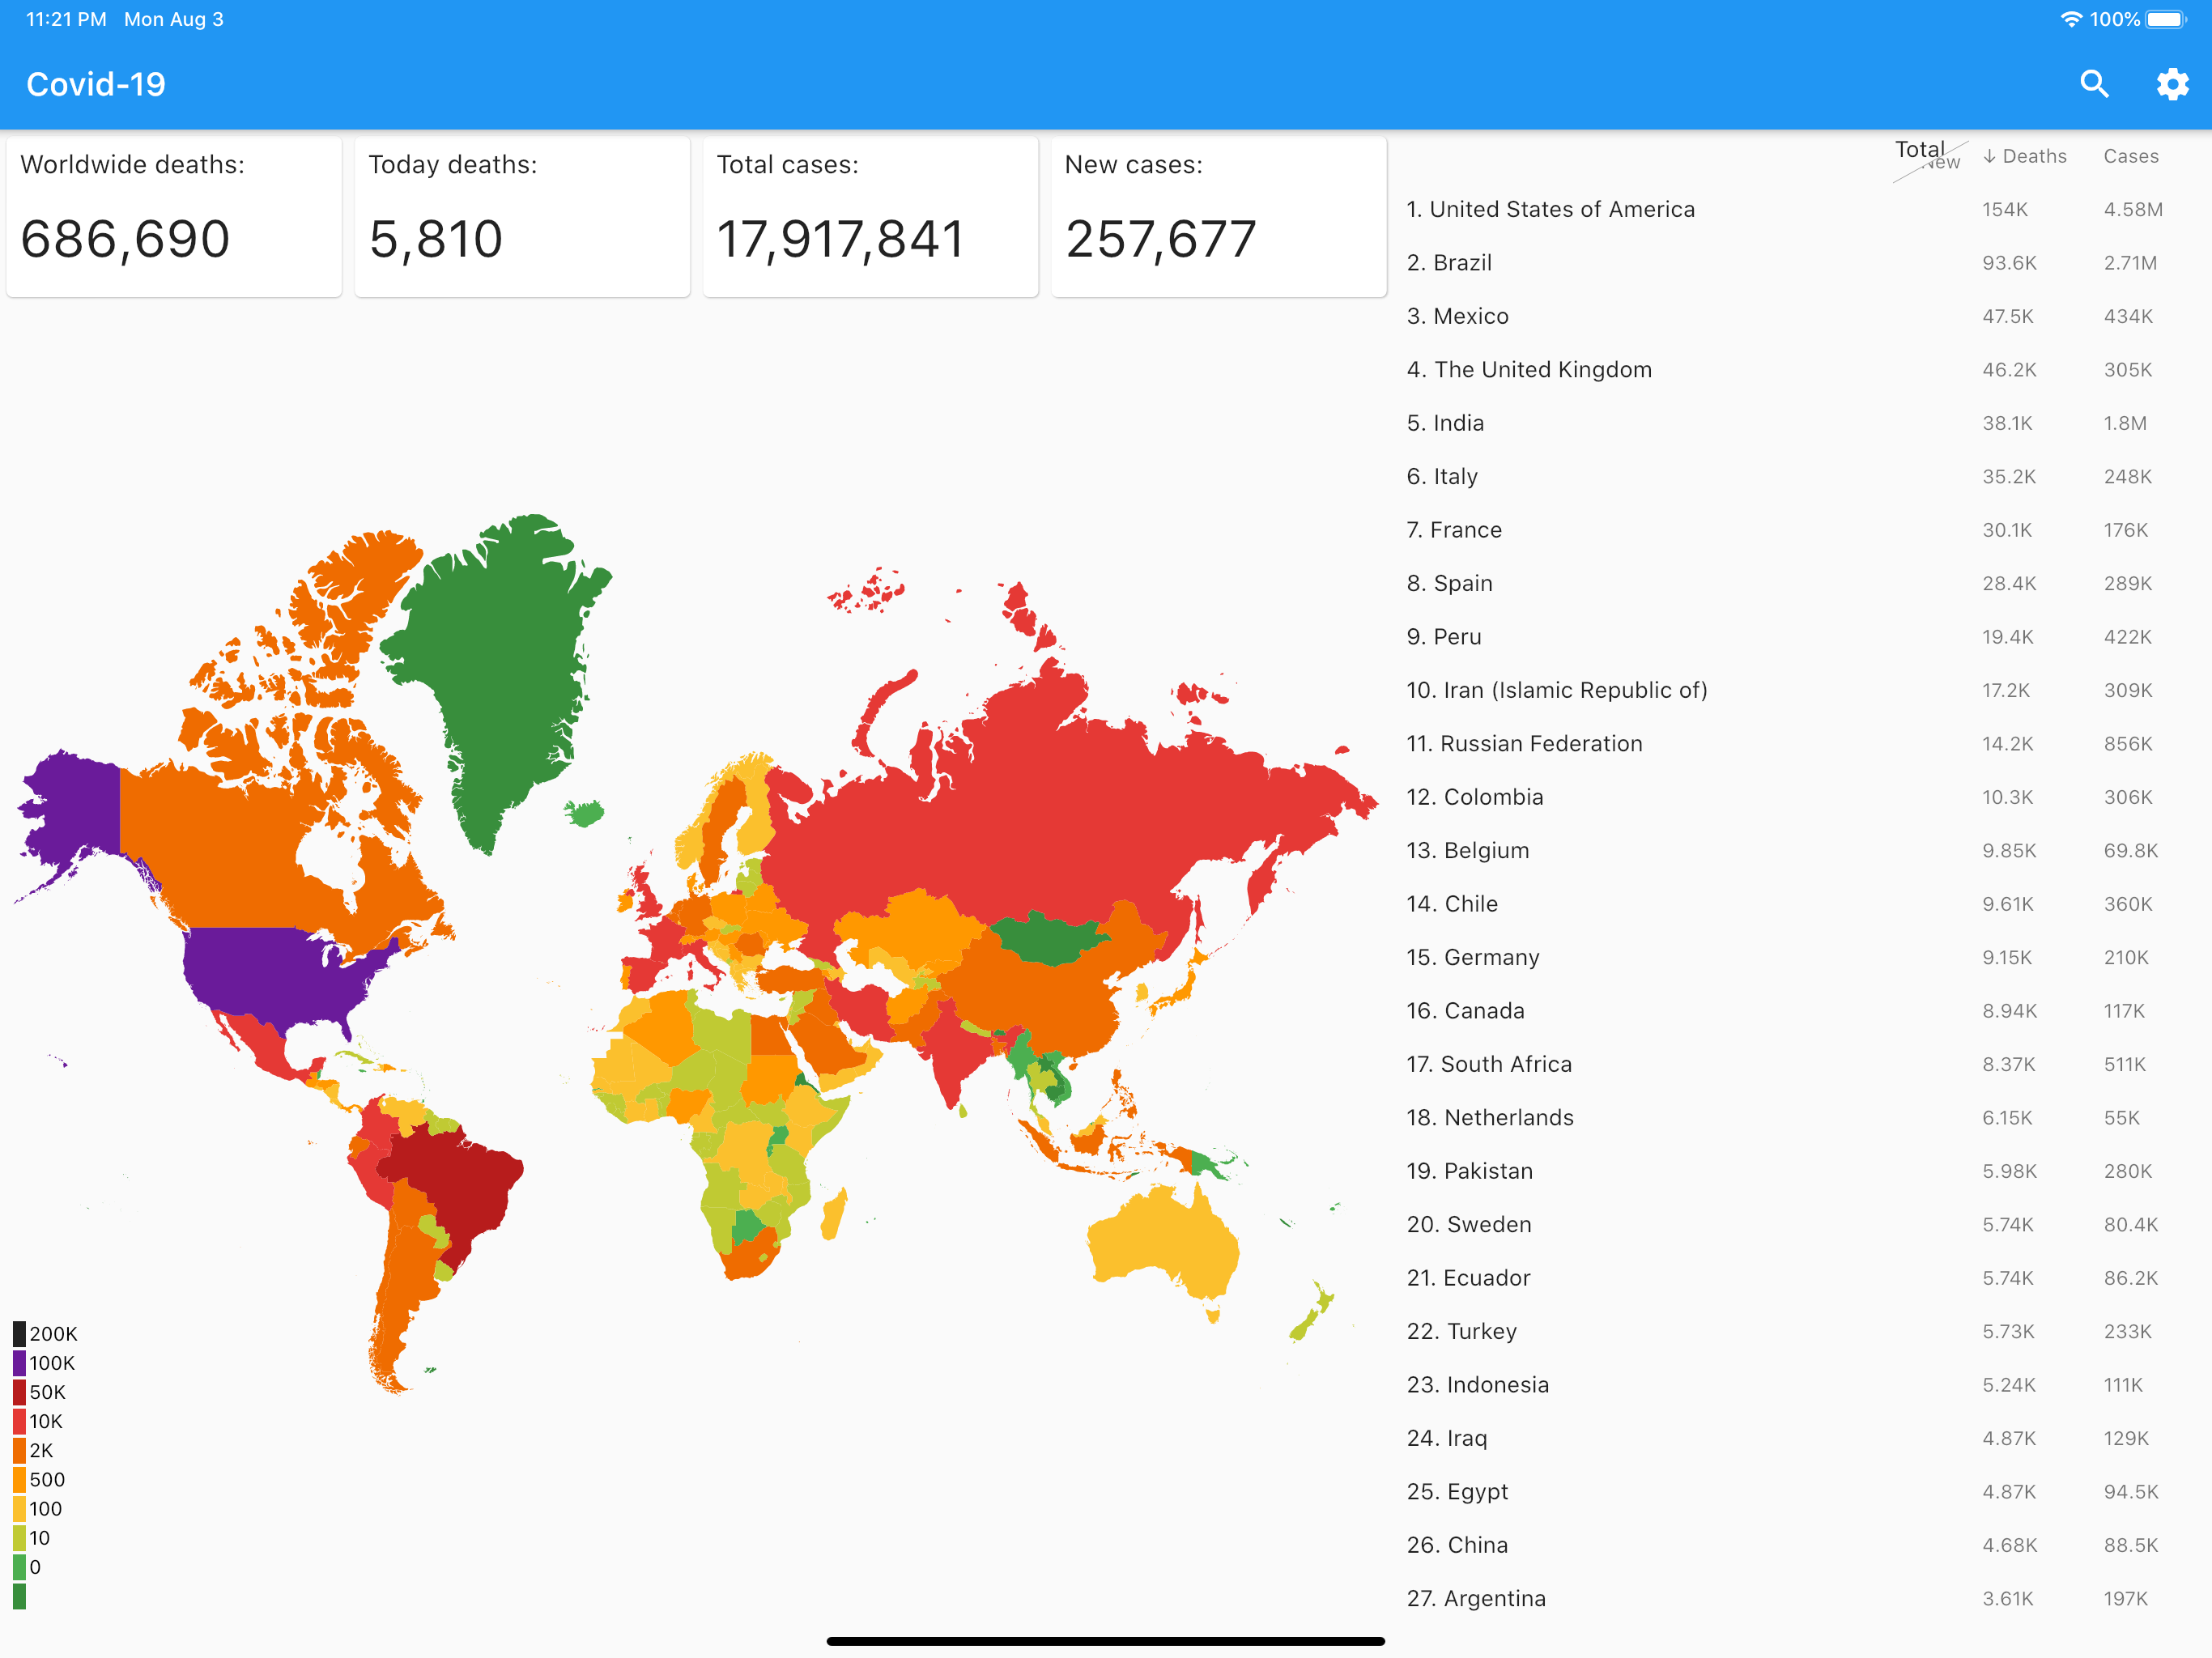 11:21 PM Mon Aug 3
100%
Covid-19
Worldwide deaths:
686,690
Today deaths:
5,810
Total cases:
17,917,841
New cases:
257,677
200K
100K
50K
10K
2K
500
100
10
0
Total
New
↓ Deaths Cases
1. United States of America 154K 4.58M
2. Brazil 93.6K 2.71M
3. Mexico 47.5K 434K
4. The United Kingdom 46.2K 305K
5. India 38.1K 1.8M
6. Italy 35.2K 248K
7. France 30.1K 176K
8. Spain 28.4K 289K
9. Peru 19.4K 422K
10. Iran (Islamic Republic of) 17.2K 309K
11. Russian Federation 14.2K 856K
12. Colombia 10.3K 306K
13. Belgium 9.85K 69.8K
14. Chile 9.61K 360K
15. Germany 9.15K 210K
16. Canada 8.94K 117K
17. South Africa 8.37K 511K
18. Netherlands 6.15K 55K
19. Pakistan 5.98K 280K
20. Sweden 5.74K 80.4K
21. Ecuador 5.74K 86.2K
22. Turkey 5.73K 233K
23. Indonesia 5.24K 111K
24. Iraq 4.87K 129K
25. Egypt 4.87K 94.5K
26. China 4.68K 88.5K
27. Argentina 3.61K 197K